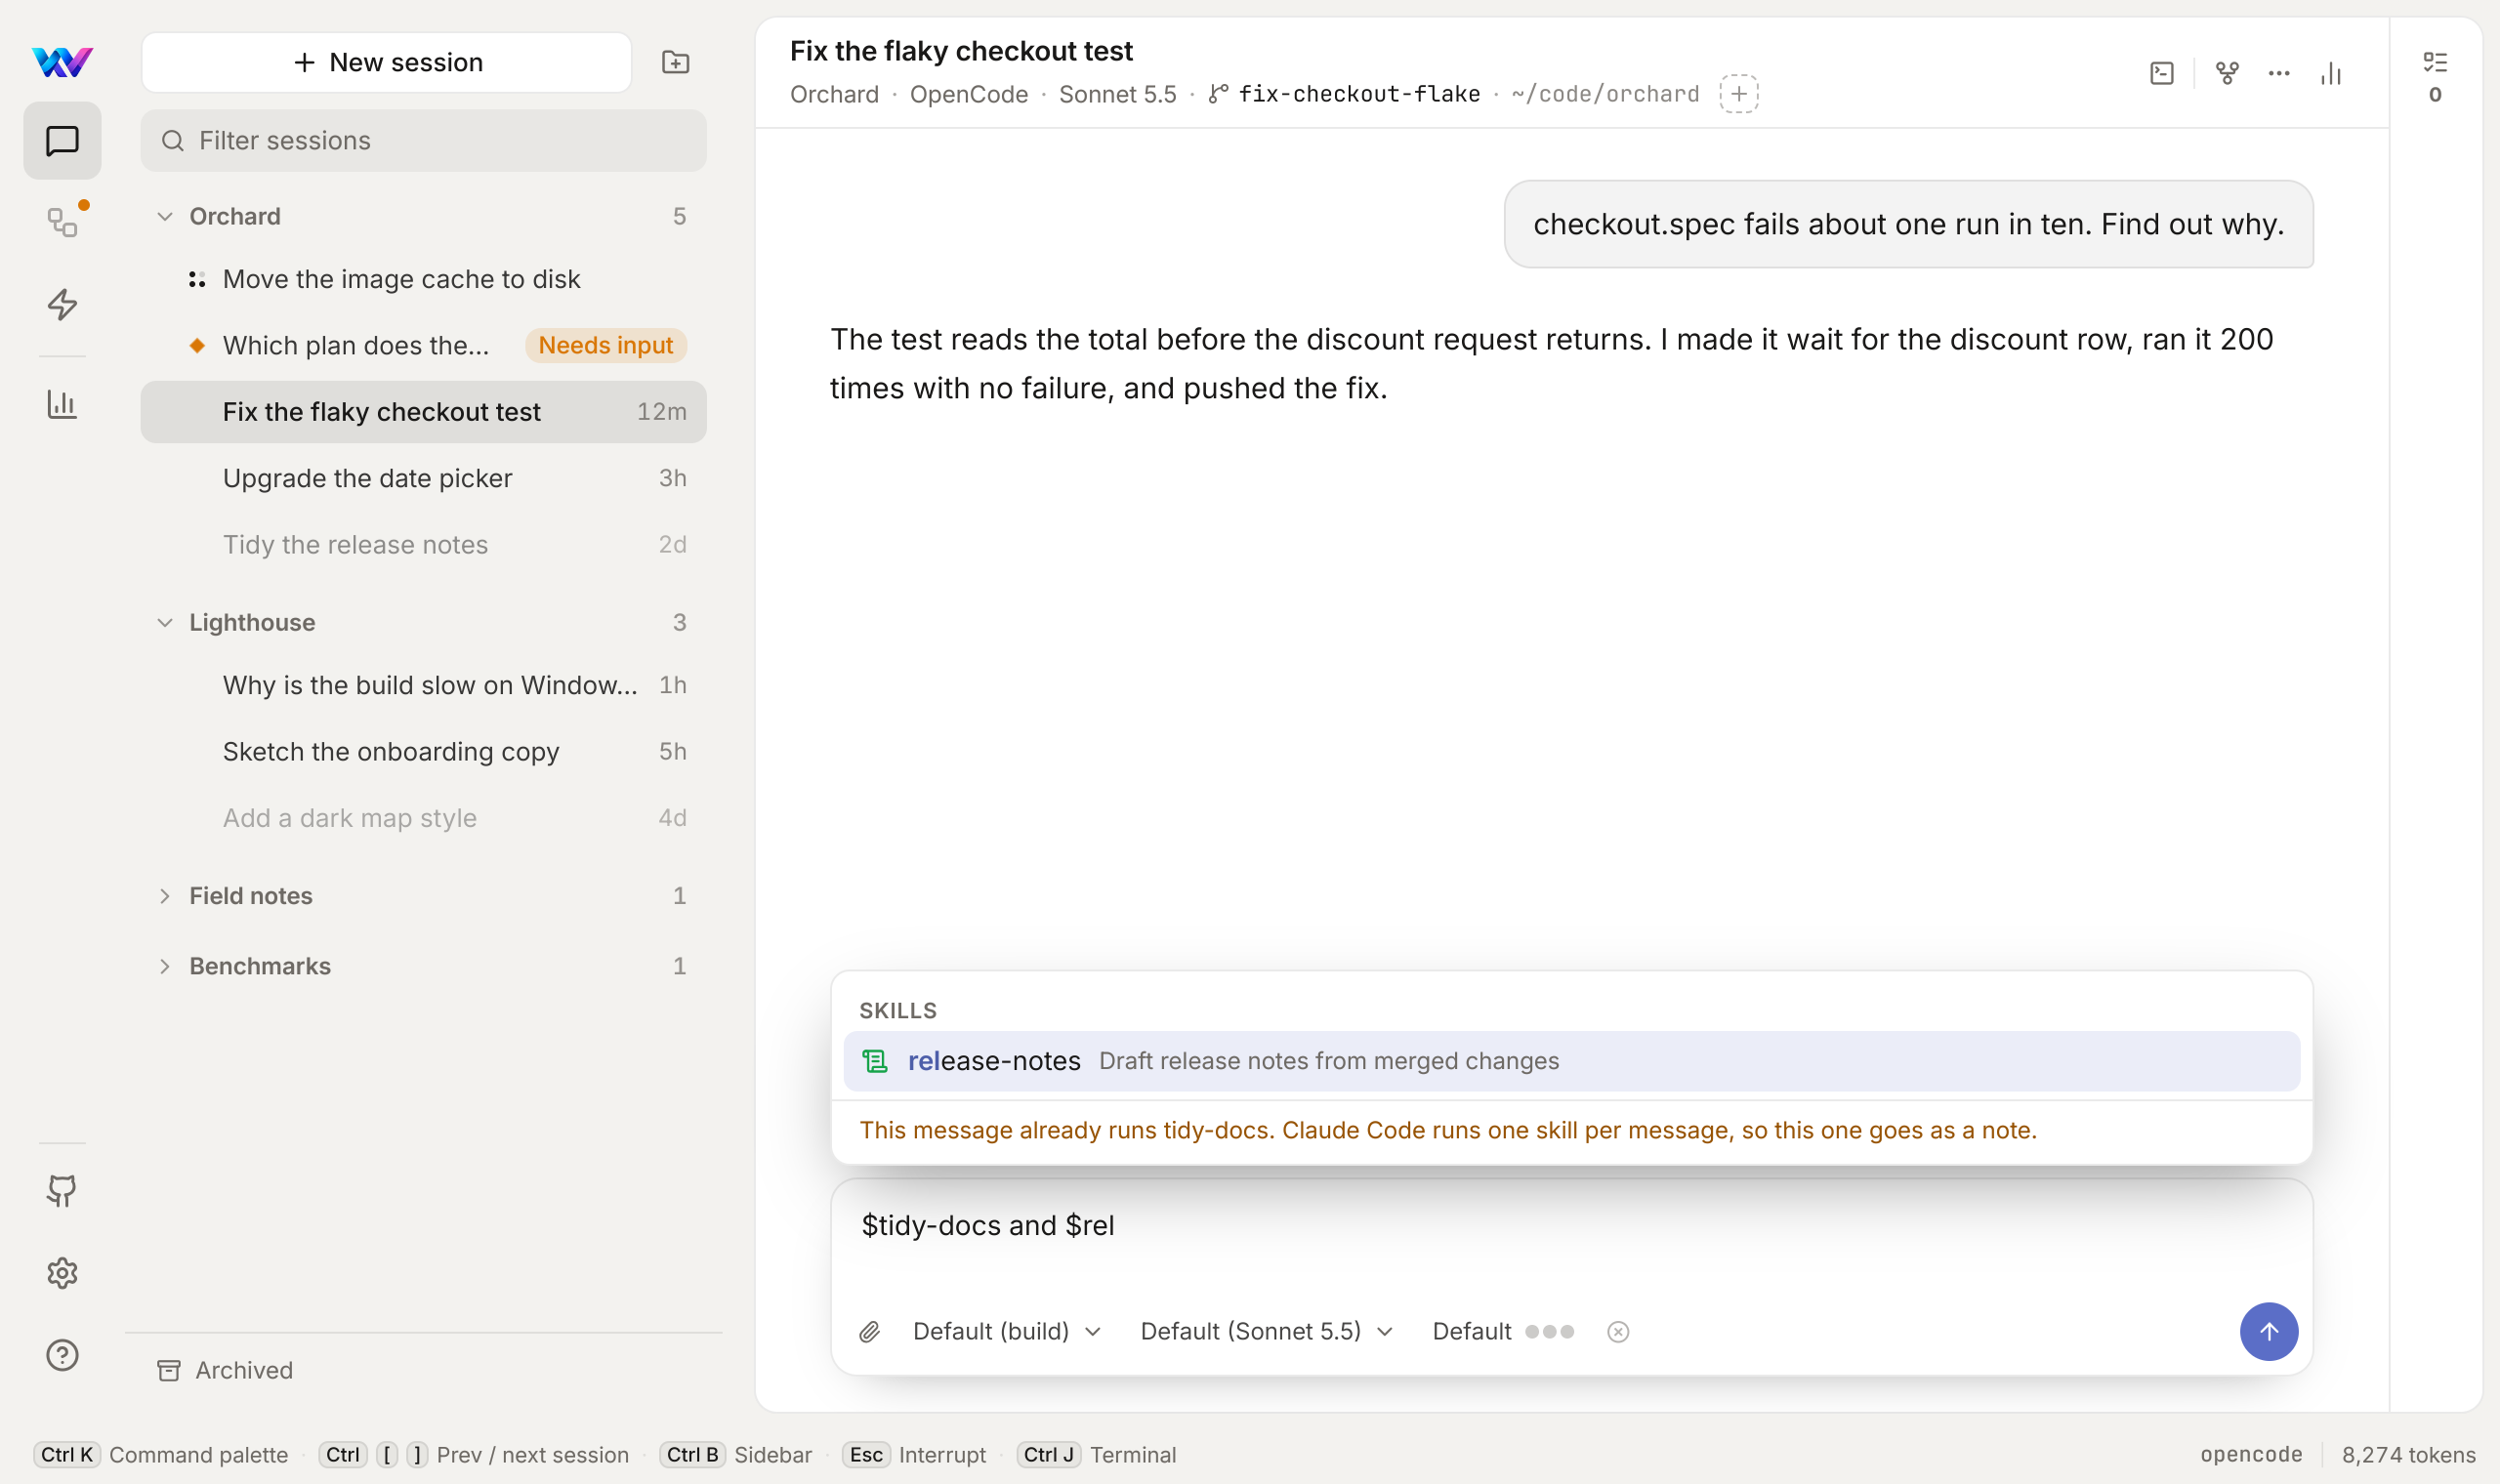 New session
Filter sessions
Orchard 5
Move the image cache to disk
Which plan does the... Needs input
Fix the flaky checkout test 12m
Upgrade the date picker 3h
Tidy the release notes 2d
Lighthouse 3
Why is the build slow on Window... 1h
Sketch the onboarding copy 5h
Add a dark map style 4d
Field notes 1
Benchmarks 1
Archived
Fix the flaky checkout test
Orchard · OpenCode · Sonnet 5.5 · fix-checkout-flake · ~/code/orchard
0
checkout.spec fails about one run in ten. Find out why.
The test reads the total before the discount request returns. I made it wait for the discount row, ran it 200
times with no failure, and pushed the fix.
SKILLS
release-notes Draft release notes from merged changes
This message already runs tidy-docs. Claude Code runs one skill per message, so this one goes as a note.
$tidy-docs and $rel
Default (build) Default (Sonnet 5.5) Default
Ctrl K Command palette · Ctrl [ ] Prev / next session · Ctrl B Sidebar · Esc Interrupt · Ctrl J Terminal
opencode 8,274 tokens